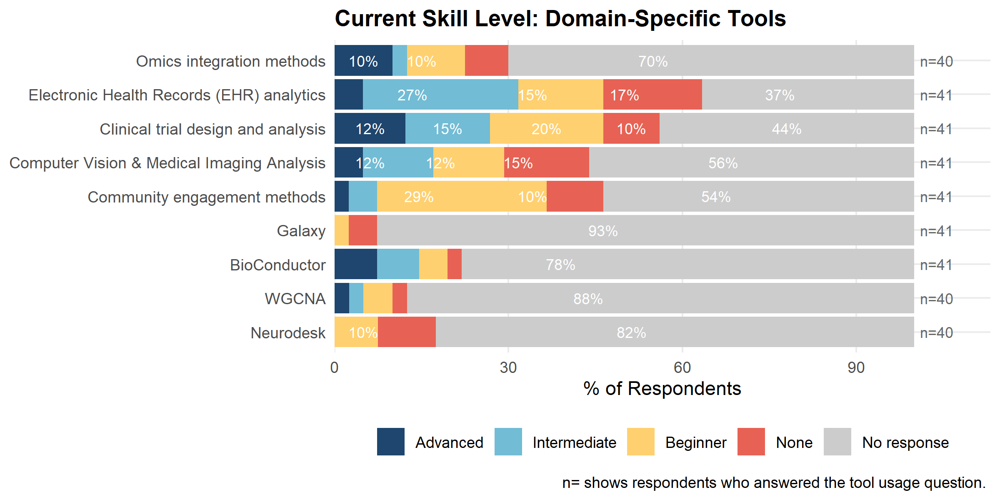 Current Skill Level: Domain-Specific Tools
Omics integration methods 10% 10% 70% n=40
Electronic Health Records (EHR) analytics 27% 15% 17% 37% n=41
Clinical trial design and analysis 12% 15% 20% 10% 44% n=41
Computer Vision & Medical Imaging Analysis 12% 12% 15% 56% n=41
Community engagement methods 29% 10% 54% n=41
Galaxy 93% n=41
BioConductor 78% n=41
WGCNA 88% n=40
Neurodesk 10% 82% n=40
0 30 60 90
% of Respondents
Advanced Intermediate Beginner None No response
n= shows respondents who answered the tool usage question.